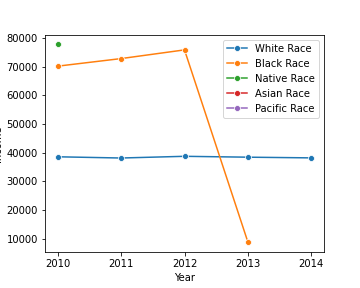 80000
70000
60000
50000
40000
30000
20000
10000
White Race
Black Race
Native Race
Asian Race
Pacific Race
2010 2011 2012 2013 2014
Year